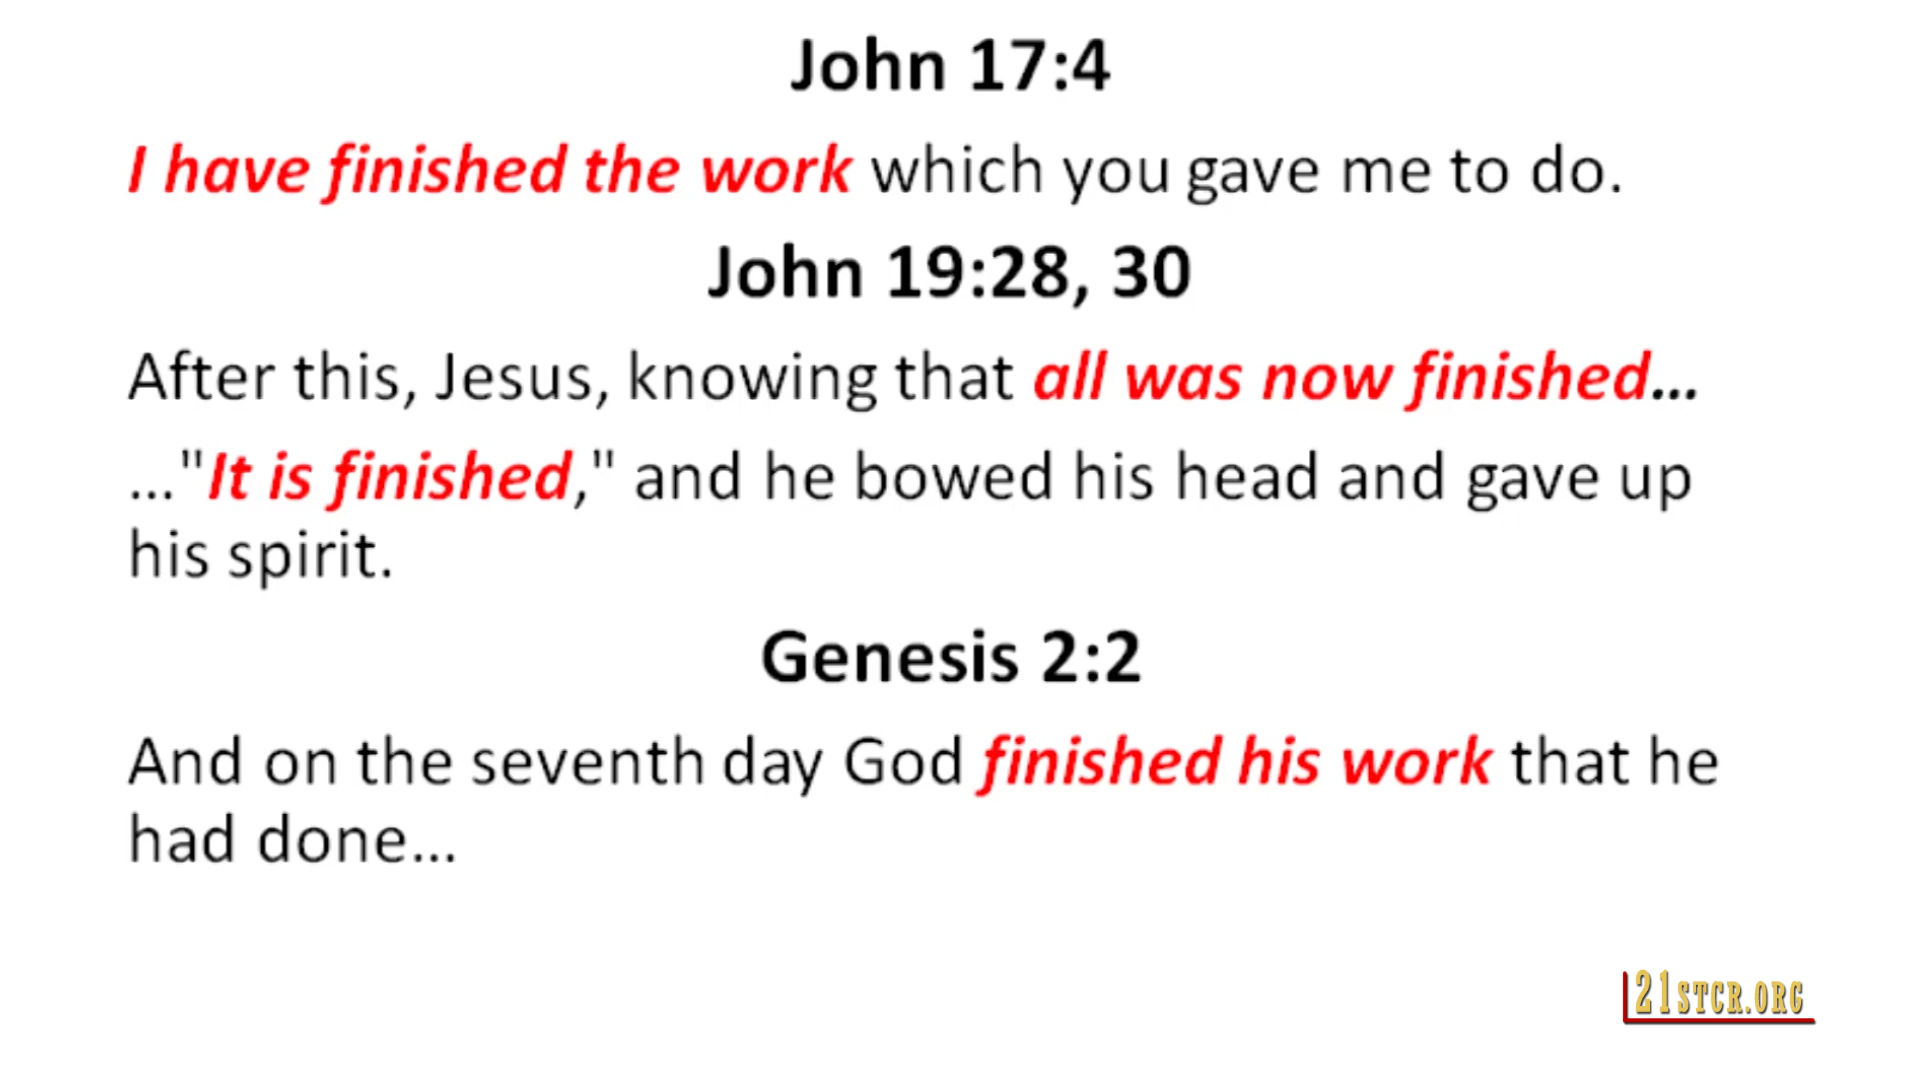 John 17:4
I have finished the work which you gave me to do.
John 19:28, 30
After this, Jesus, knowing that all was now finished...
..."It is finished," and he bowed his head and gave up
his spirit.
Genesis 2:2
And on the seventh day God finished his work that he
had done...
21STCR.ORG